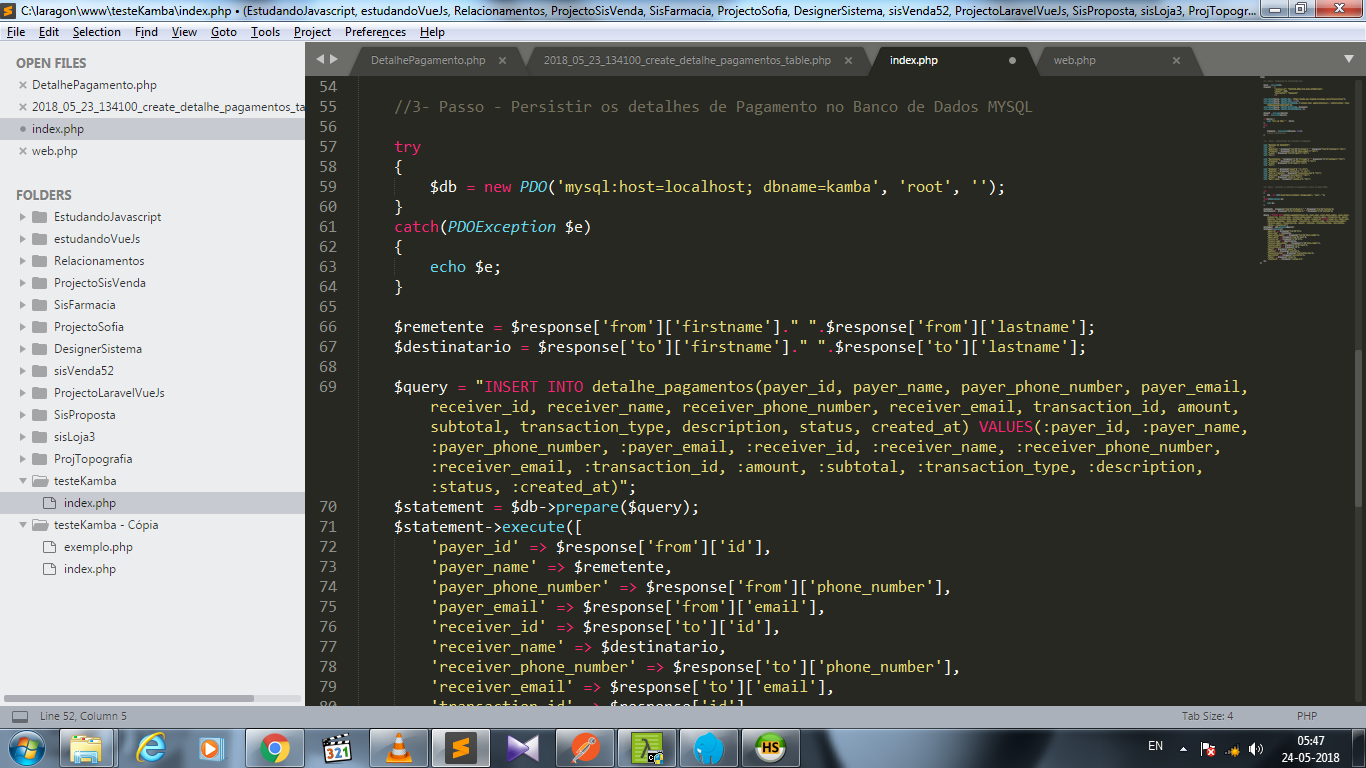 C:\laragon\www\testeKamba\index.php • (EstudandoJavascript, estudandoVueJs, Relacionamentos, ProjectoSisVenda, SisFarmacia, ProjectoSofia, DesignerSistema, sisVenda52, ProjectoLaravelVueJs, SisProposta, sisLoja3, ProjTopogr...
File Edit Selection Find View Goto Tools Project Preferences Help
OPEN FILES
DetalhePagamento.php
2018_05_23_134100_create_detalhe_pagamentos_ta
index.php
web.php
FOLDERS
EstudandoJavascript
estudandoVueJs
Relacionamentos
ProjectoSisVenda
SisFarmacia
ProjectoSofia
DesignerSistema
sisVenda52
ProjectoLaravelVueJs
SisProposta
sisLoja3
ProjTopografia
testeKamba
index.php
testeKamba - Cópia
exemplo.php
index.php
DetalhePagamento.php 2018_05_23_134100_create_detalhe_pagamentos_table.php index.php web.php
54
55 //3- Passo - Persistir os detalhes de Pagamento no Banco de Dados MYSQL
56
57 try
58 {
59 $db = new PDO('mysql:host=localhost; dbname=kamba', 'root', '');
60 }
61 catch(PDOException $e)
62 {
63 echo $e;
64 }
65
66 $remetente = $response['from']['firstname']." ".$response['from']['lastname'];
67 $destinatario = $response['to']['firstname']." ".$response['to']['lastname'];
68
69 $query = "INSERT INTO detalhe_pagamentos(payer_id, payer_name, payer_phone_number, payer_email,
receiver_id, receiver_name, receiver_phone_number, receiver_email, transaction_id, amount,
subtotal, transaction_type, description, status, created_at) VALUES(:payer_id, :payer_name,
:payer_phone_number, :payer_email, :receiver_id, :receiver_name, :receiver_phone_number,
:receiver_email, :transaction_id, :amount, :subtotal, :transaction_type, :description,
:status, :created_at)";
70 $statement = $db->prepare($query);
71 $statement->execute([
72 'payer_id' => $response['from']['id'],
73 'payer_name' => $remetente,
74 'payer_phone_number' => $response['from']['phone_number'],
75 'payer_email' => $response['from']['email'],
76 'receiver_id' => $response['to']['id'],
77 'receiver_name' => $destinatario,
78 'receiver_phone_number' => $response['to']['phone_number'],
79 'receiver_email' => $response['to']['email'],
80 'transaction_id' => $response['id'],
Line 52, Column 5 Tab Size: 4 PHP
321
HS
EN
05:47
24-05-2018